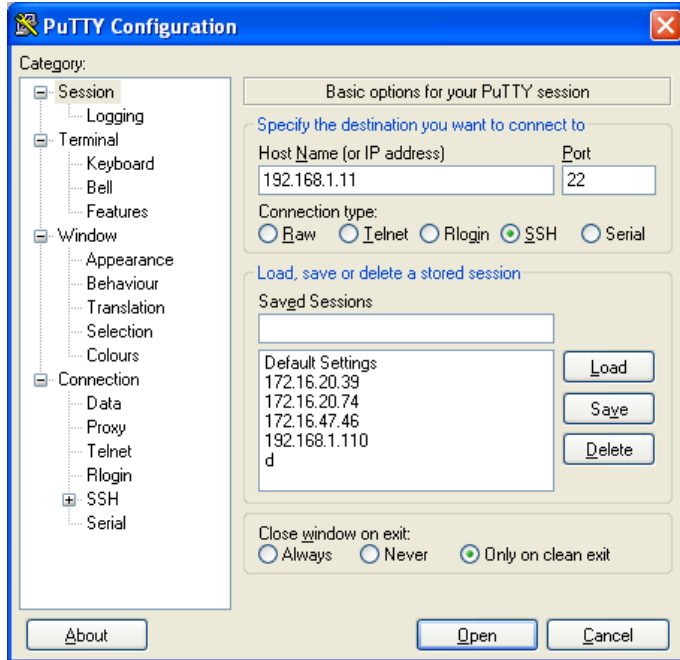 PuTTY Configuration
Category:
Session
Logging
Terminal
Keyboard
Bell
Features
Window
Appearance
Behaviour
Translation
Selection
Colours
Connection
Data
Proxy
Telnet
Rlogin
SSH
Serial
Basic options for your PuTTY session
Specify the destination you want to connect to
Host Name (or IP address) Port
192.168.1.11 22
Connection type:
Raw Telnet Rlogin SSH Serial
Load, save or delete a stored session
Saved Sessions
Default Settings
172.16.20.39
172.16.20.74
172.16.47.46
192.168.1.110
d
Load
Save
Delete
Close window on exit:
Always Never Only on clean exit
About Open Cancel